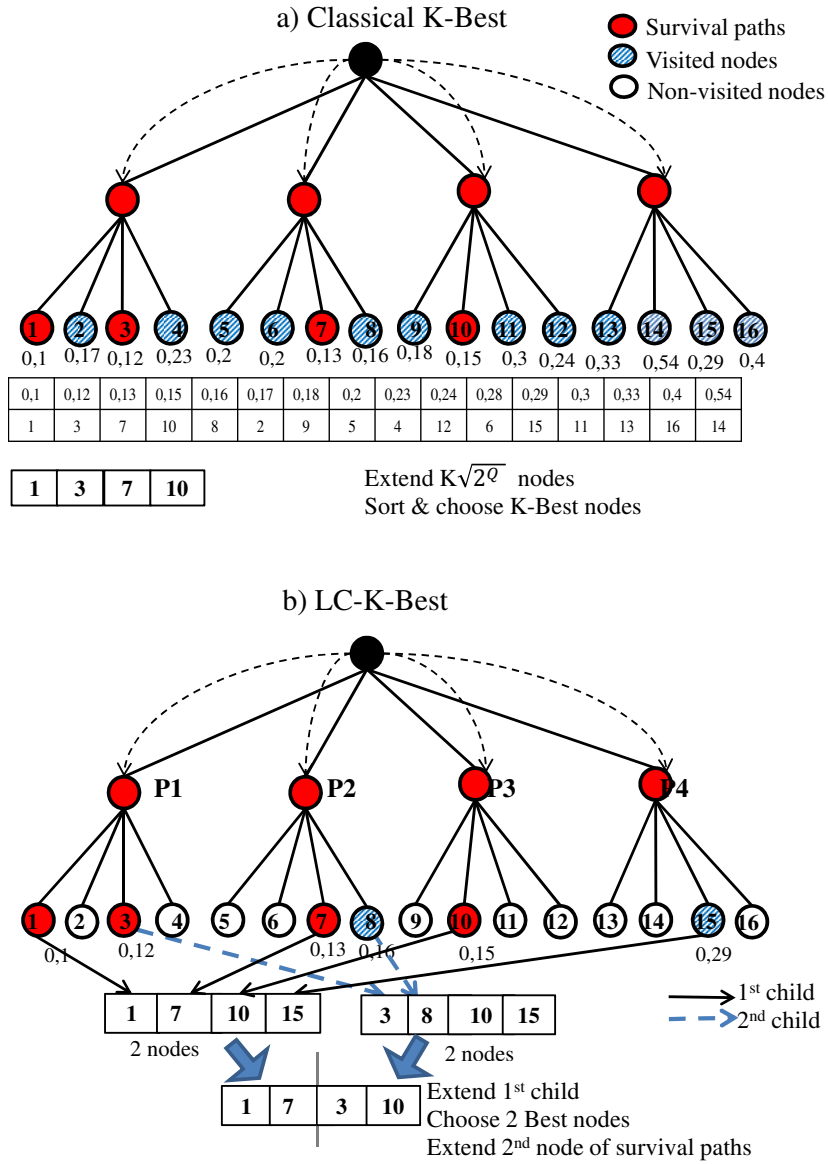 a) Classical K-Best
Survival paths
Visited nodes
Non-visited nodes
1 2 3 4 5 6 7 8 9 10 11 12 13 14 15 16
0,1 0,17 0,12 0,23 0,2 0,2 0,13 0,16 0,18 0,15 0,3 0,24 0,33 0,54 0,29 0,4
0,1 0,12 0,13 0,15 0,16 0,17 0,18 0,2 0,23 0,24 0,28 0,29 0,3 0,33 0,4 0,54
1 3 7 10 8 2 9 5 4 12 6 15 11 13 16 14
1 3 7 10
Extend K√2^Q nodes
Sort & choose K-Best nodes
b) LC-K-Best
P1 P2 P3 P4
1 2 3 4 5 6 7 8 9 10 11 12 13 14 15 16
0,1 0,12 0,13 0,16 0,15 0,29
1 7 10 15
3 8 10 15
1st child
2nd child
2 nodes
2 nodes
1 7 3 10
Extend 1st child
Choose 2 Best nodes
Extend 2nd node of survival paths